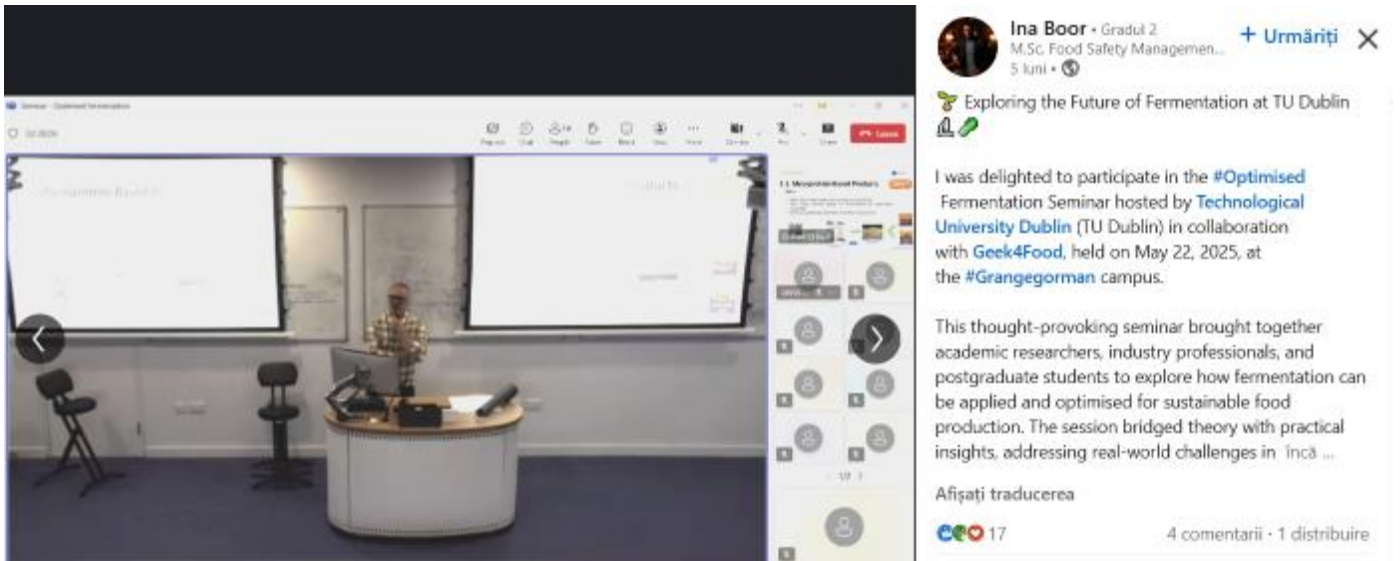 Leave
Ina Boor • Gradul 2
+ Urmăriți
M.Sc. Food Safety Managemen...
5 luni •
Exploring the Future of Fermentation at TU Dublin
I was delighted to participate in the #Optimised
Fermentation Seminar hosted by Technological
University Dublin (TU Dublin) in collaboration
with Geek4Food, held on May 22, 2025, at
the #Grangegorman campus.
This thought-provoking seminar brought together
academic researchers, industry professionals, and
postgraduate students to explore how fermentation can
be applied and optimised for sustainable food
production. The session bridged theory with practical
insights, addressing real-world challenges in încă ...
Afișați traducerea
17
4 comentarii · 1 distribuire